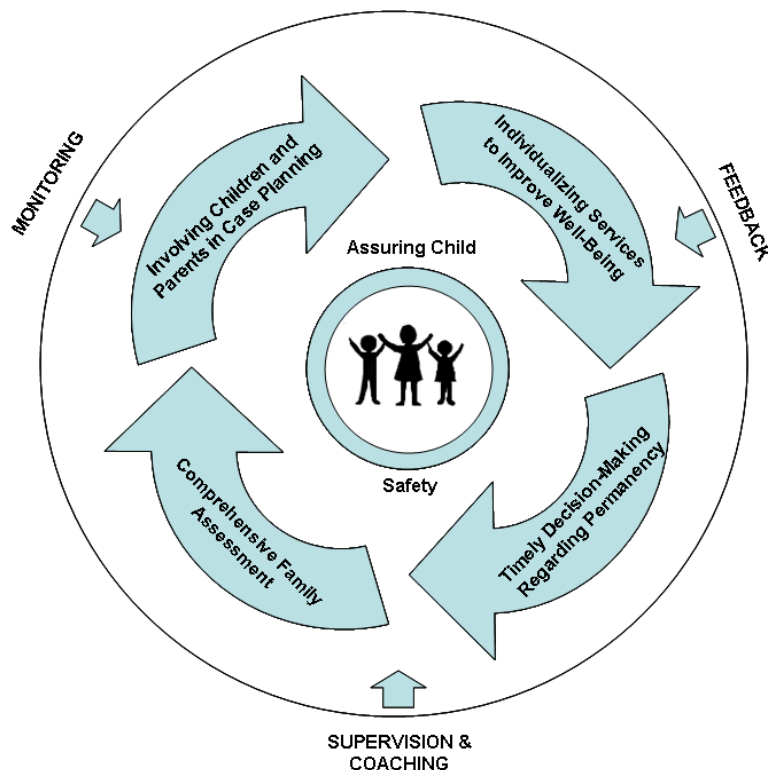 MONITORING
Involving Children and
Parents in Case Planning
Individualizing Services
to Improve Well-Being
FEEDBACK
Assuring Child
Safety
Comprehensive Family
Assessment
Timely Decision-Making
Regarding Permanency
SUPERVISION &
COACHING